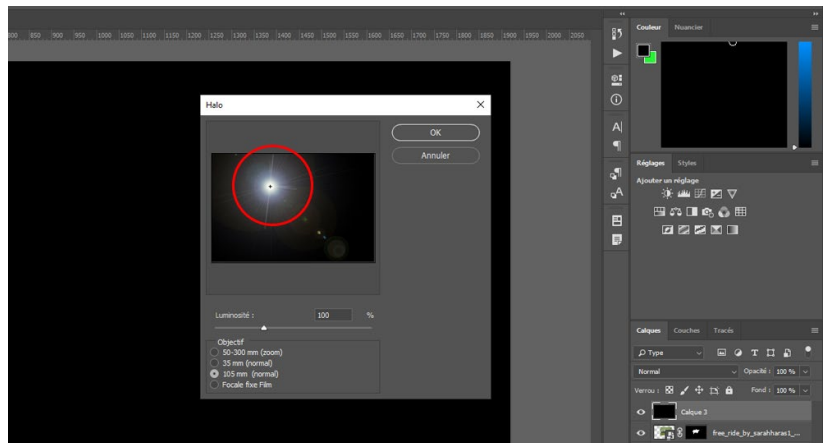 800 850 900 950 1000 1050 1100 1150 1200 1250 1300 1350 1400 1450 1500 1550 1600 1650 1700 1750 1800 1850 1900 1950 2000 2050
Couleur Nuancier
Halo
OK
Annuler
Réglages Styles
Ajouter un réglage
Luminosité : 100 %
Objectif
50-300 mm (zoom)
35 mm (normal)
105 mm (normal)
Focale fixe Film
Calques Couches Tracés
Type
Normal Opacité : 100 %
Verrou : Fond : 100 %
Calque 3
free_ride_by_sarahharas1_...